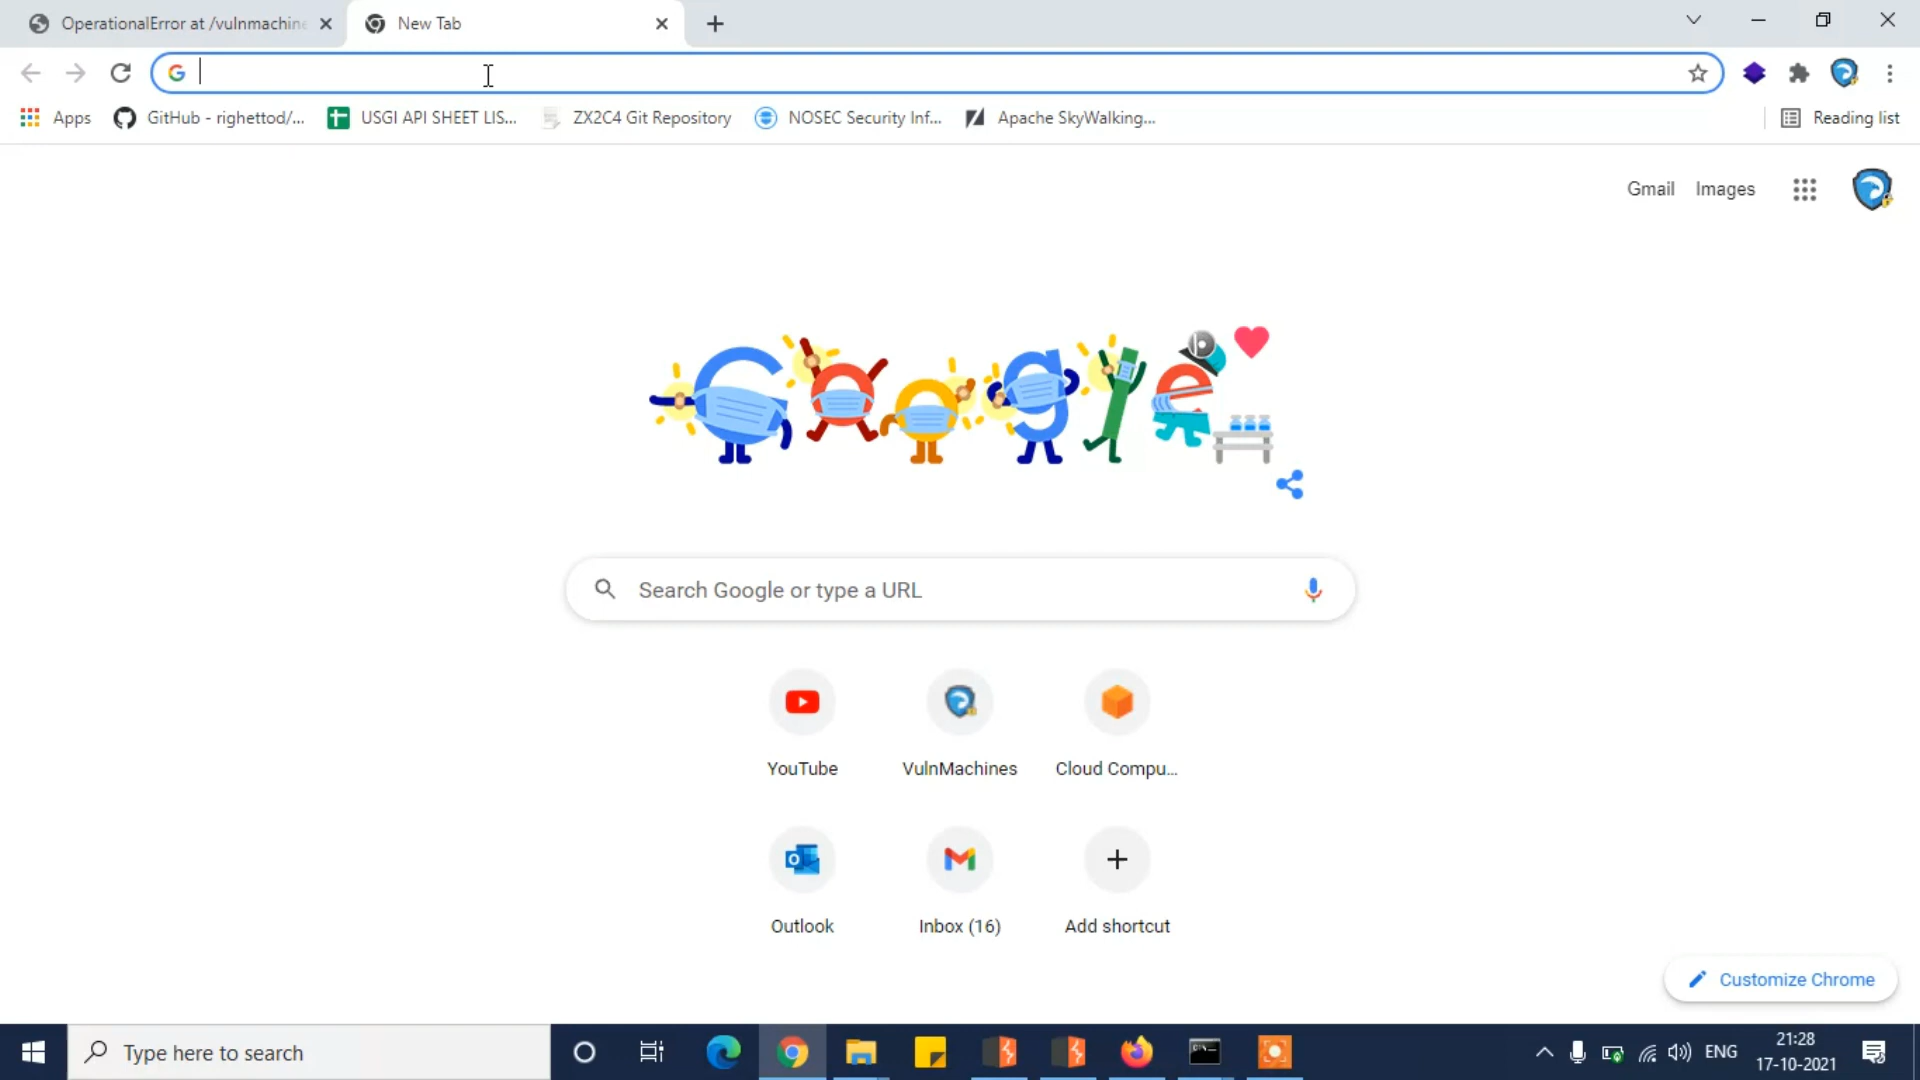 OperationalError at /vulnmachine
New Tab
Apps
GitHub - righettod/...
USGI API SHEET LIS...
ZX2C4 Git Repository
NOSEC Security Inf...
Apache SkyWalking...
Reading list
Gmail
Images
Google
Search Google or type a URL
YouTube
VulnMachines
Cloud Compu...
Outlook
Inbox (16)
Add shortcut
Customize Chrome
Type here to search
ENG
21:28
17-10-2021